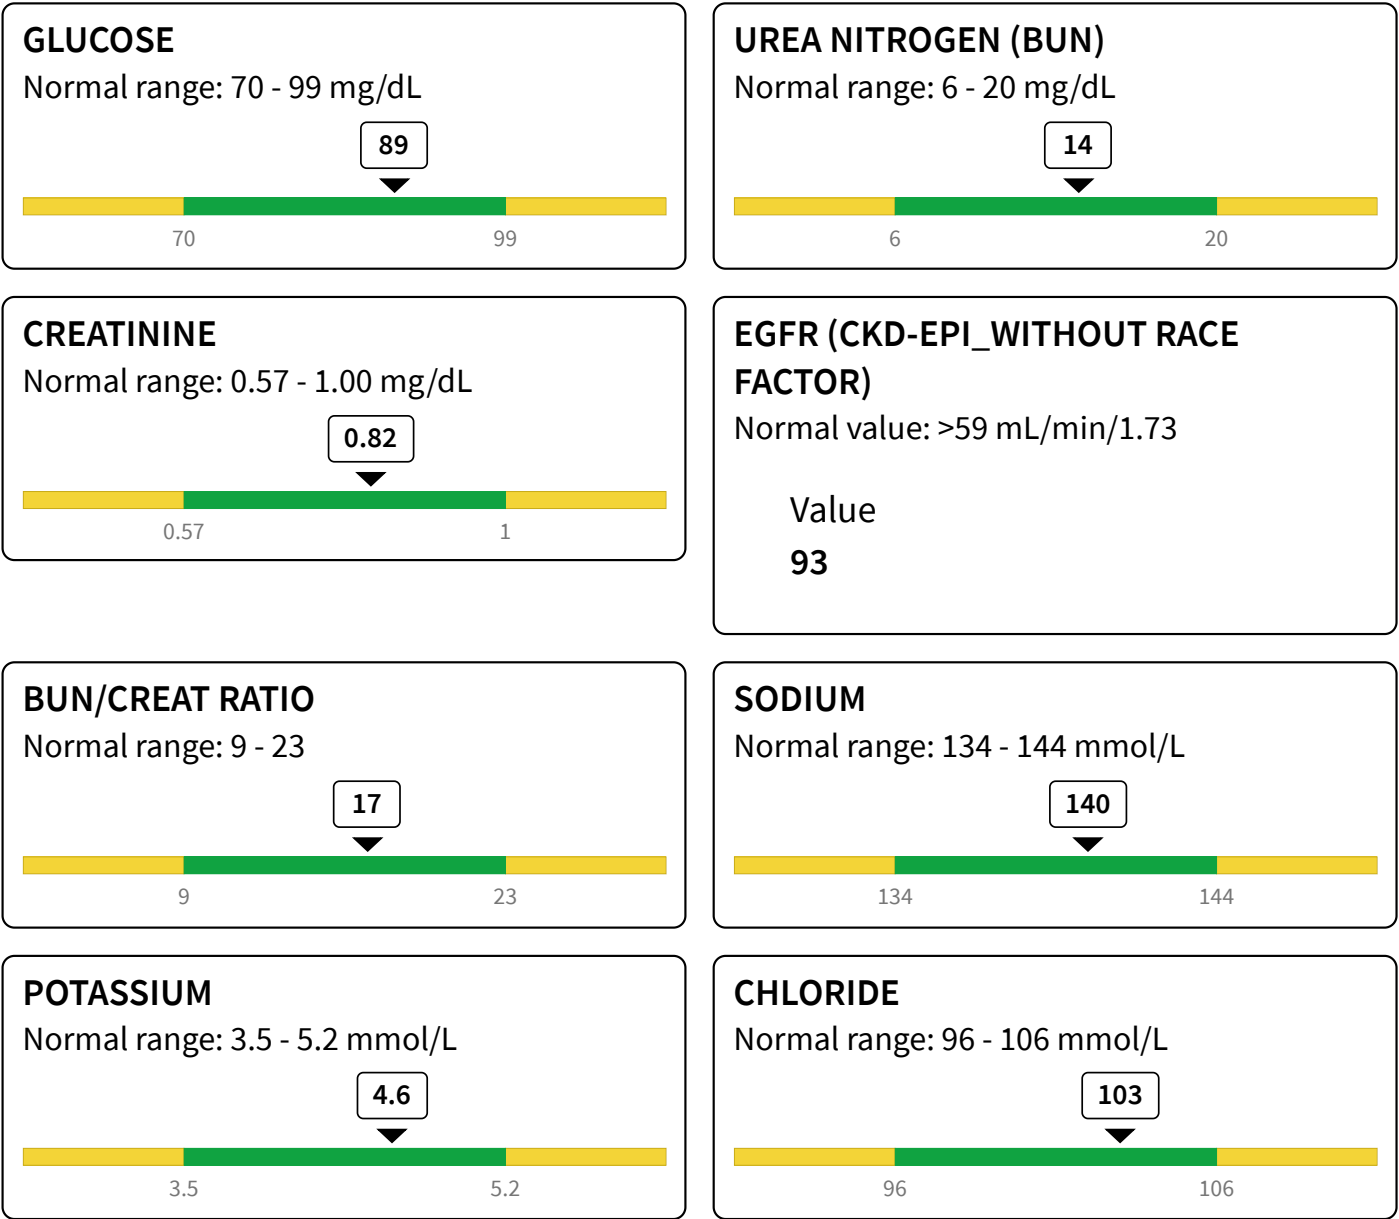 GLUCOSE
Normal range: 70 - 99 mg/dL
89
70
99
UREA NITROGEN (BUN)
Normal range: 6 - 20 mg/dL
14
6
20
CREATININE
Normal range: 0.57 - 1.00 mg/dL
0.82
0.57
1
EGFR (CKD-EPI_WITHOUT RACE
FACTOR)
Normal value: >59 mL/min/1.73
Value
93
BUN/CREAT RATIO
Normal range: 9 - 23
17
9
23
SODIUM
Normal range: 134 - 144 mmol/L
140
134
144
POTASSIUM
Normal range: 3.5 - 5.2 mmol/L
4.6
3.5
5.2
CHLORIDE
Normal range: 96 - 106 mmol/L
103
96
106